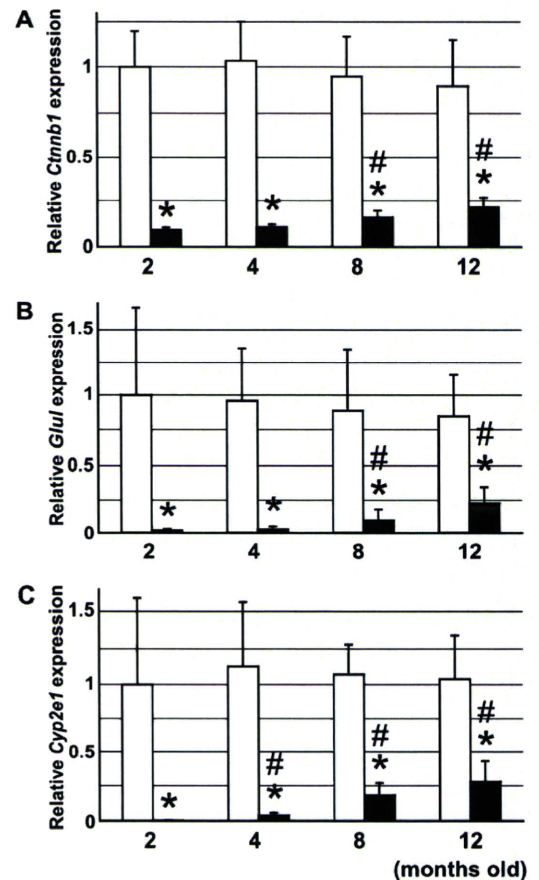 A
Relative Ctnnb1 expression
1
0.5
0
# #
* * * *
2 4 8 12
B
Relative Glul expression
1.5
1
0.5
0
# #
* * * *
2 4 8 12
C
Relative Cyp2e1 expression
1.5
1
0.5
0
# # #
* * * *
2 4 8 12
(months old)